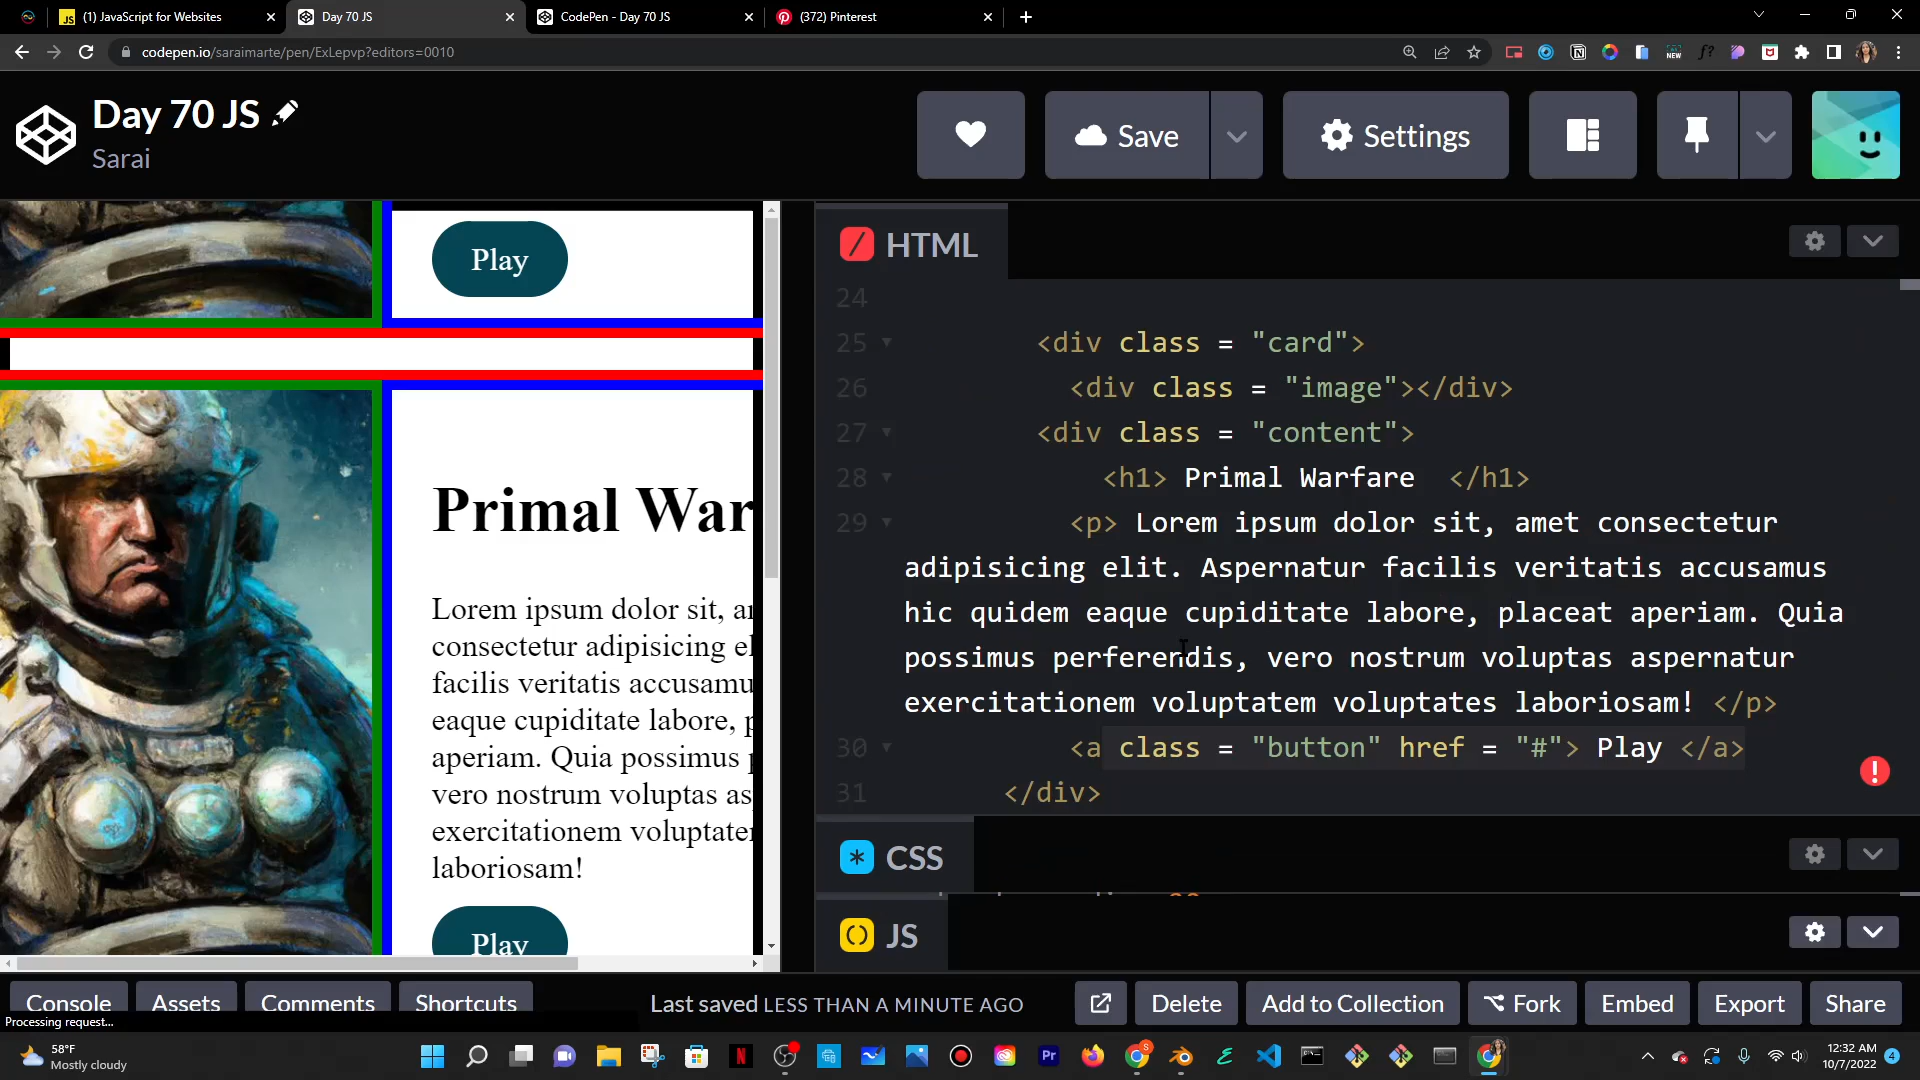 (1) JavaScript for Websites
Day 70 JS
CodePen - Day 70 JS
(372) Pinterest
codepen.io/saraimarte/pen/ExLepvp?editors=0010
Day 70 JS
Sarai
Save
Settings
Play
Primal War
Lorem ipsum dolor sit, a
consectetur adipisicing el
facilis veritatis accusamu
eaque cupiditate labore, p
aperiam. Quia possimus p
vero nostrum voluptas as
exercitationem voluptate
laboriosam!
Play
HTML
24
25 <div class = "card">
26 <div class = "image"></div>
27 <div class = "content">
28 <h1> Primal Warfare </h1>
29 <p> Lorem ipsum dolor sit, amet consectetur
adipisicing elit. Aspernatur facilis veritatis accusamus
hic quidem eaque cupiditate labore, placeat aperiam. Quia
possimus perferendis, vero nostrum voluptas aspernatur
exercitationem voluptatem voluptates laboriosam! </p>
30 <a class = "button" href = "#"> Play </a>
31 </div>
CSS
JS
Console
Assets
Comments
Shortcuts
Last saved LESS THAN A MINUTE AGO
Delete
Add to Collection
Fork
Embed
Export
Share
Processing request...
58°F
Mostly cloudy
12:32 AM
10/7/2022
4